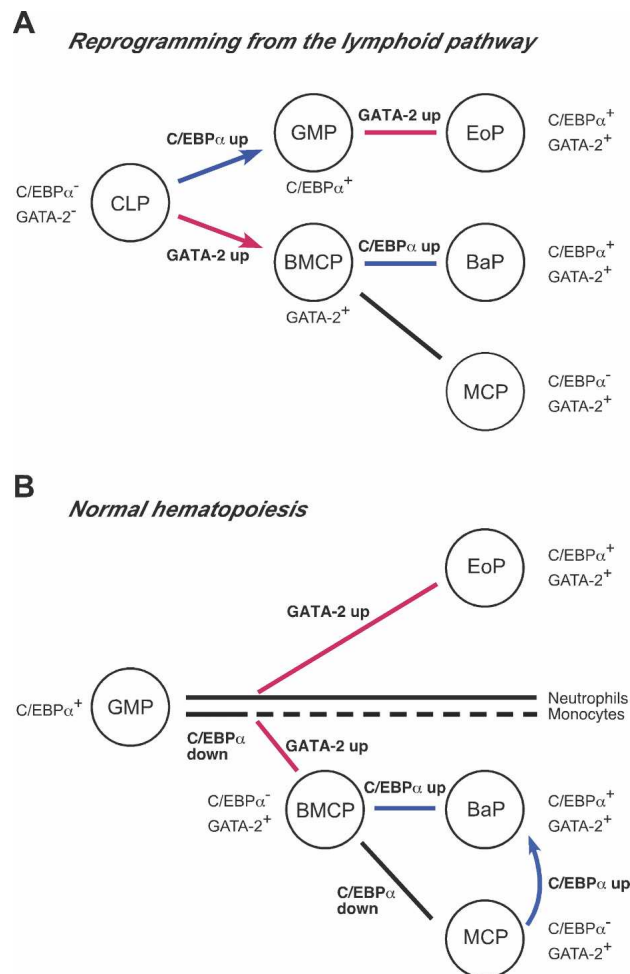 A
Reprogramming from the lymphoid pathway
GATA-2 up
C/EBPα up
GMP
EoP
C/EBPα+
GATA-2+
C/EBPα+
C/EBPα-
GATA-2-
CLP
GATA-2 up
C/EBPα up
BMCP
BaP
C/EBPα+
GATA-2+
GATA-2+
MCP
C/EBPα-
GATA-2+
B
Normal hematopoiesis
EoP
C/EBPα+
GATA-2+
GATA-2 up
C/EBPα+
GMP
Neutrophils
Monocytes
C/EBPα
down
GATA-2 up
C/EBPα-
GATA-2+
BMCP
C/EBPα up
BaP
C/EBPα+
GATA-2+
C/EBPα
down
C/EBPα up
MCP
C/EBPα-
GATA-2+